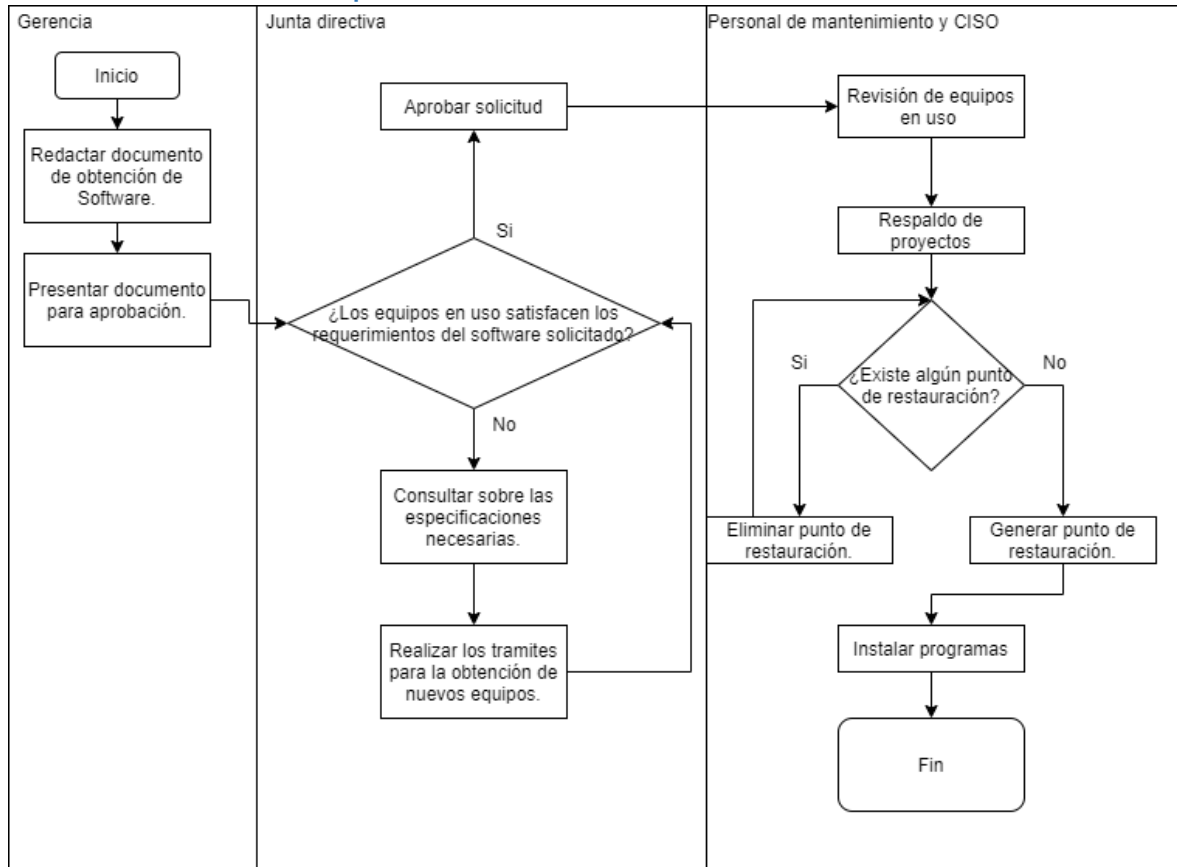 Gerencia
Inicio
Redactar documento
de obtención de
Software.
Presentar documento
para aprobación.
Junta directiva
Aprobar solicitud
Si
¿Los equipos en uso satisfacen los
requerimientos del software solicitado?
No
Consultar sobre las
especificaciones
necesarias.
Realizar los tramites
para la obtención de
nuevos equipos.
Personal de mantenimiento y CISO
Revisión de equipos
en uso
Respaldo de
proyectos
¿Existe algún punto
de restauración?
Si
No
Eliminar punto de
restauración.
Generar punto de
restauración.
Instalar programas
Fin